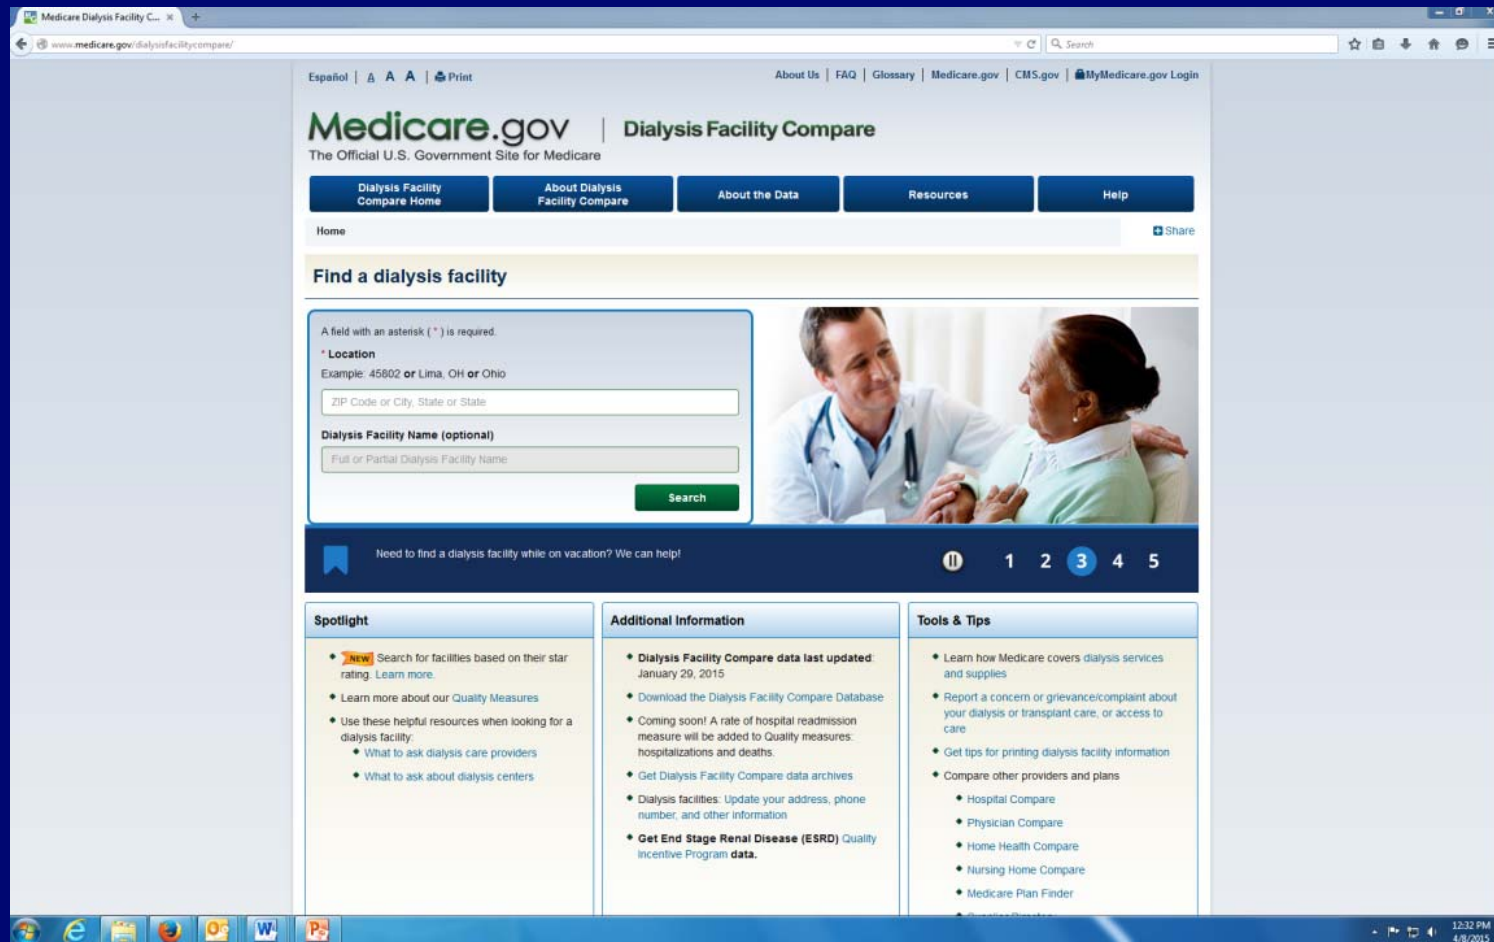 Medicare Dialysis Facility C...
www.medicare.gov/dialysisfacilitycompare/
Search
Español | A A A | Print
About Us | FAQ | Glossary | Medicare.gov | CMS.gov | MyMedicare.gov Login
Medicare.gov | Dialysis Facility Compare
The Official U.S. Government Site for Medicare
Dialysis Facility
Compare Home
About Dialysis
Facility Compare
About the Data
Resources
Help
Home
Share
Find a dialysis facility
A field with an asterisk ( * ) is required.
* Location
Example: 45802 or Lima, OH or Ohio
ZIP Code or City, State or State
Dialysis Facility Name (optional)
Full or Partial Dialysis Facility Name
Search
Need to find a dialysis facility while on vacation? We can help!
1 2 3 4 5
Spotlight
NEW Search for facilities based on their star
rating. Learn more.
Learn more about our Quality Measures
Use these helpful resources when looking for a
dialysis facility:
What to ask dialysis care providers
What to ask about dialysis centers
Additional Information
Dialysis Facility Compare data last updated:
January 29, 2015
Download the Dialysis Facility Compare Database
Coming soon! A rate of hospital readmission
measure will be added to Quality measures:
hospitalizations and deaths.
Get Dialysis Facility Compare data archives
Dialysis facilities: Update your address, phone
number, and other information
Get End Stage Renal Disease (ESRD) Quality
Incentive Program data.
Tools & Tips
Learn how Medicare covers dialysis services
and supplies
Report a concern or grievance/complaint about
your dialysis or transplant care, or access to
care
Get tips for printing dialysis facility information
Compare other providers and plans
Hospital Compare
Physician Compare
Home Health Compare
Nursing Home Compare
Medicare Plan Finder
12:32 PM
4/8/2015